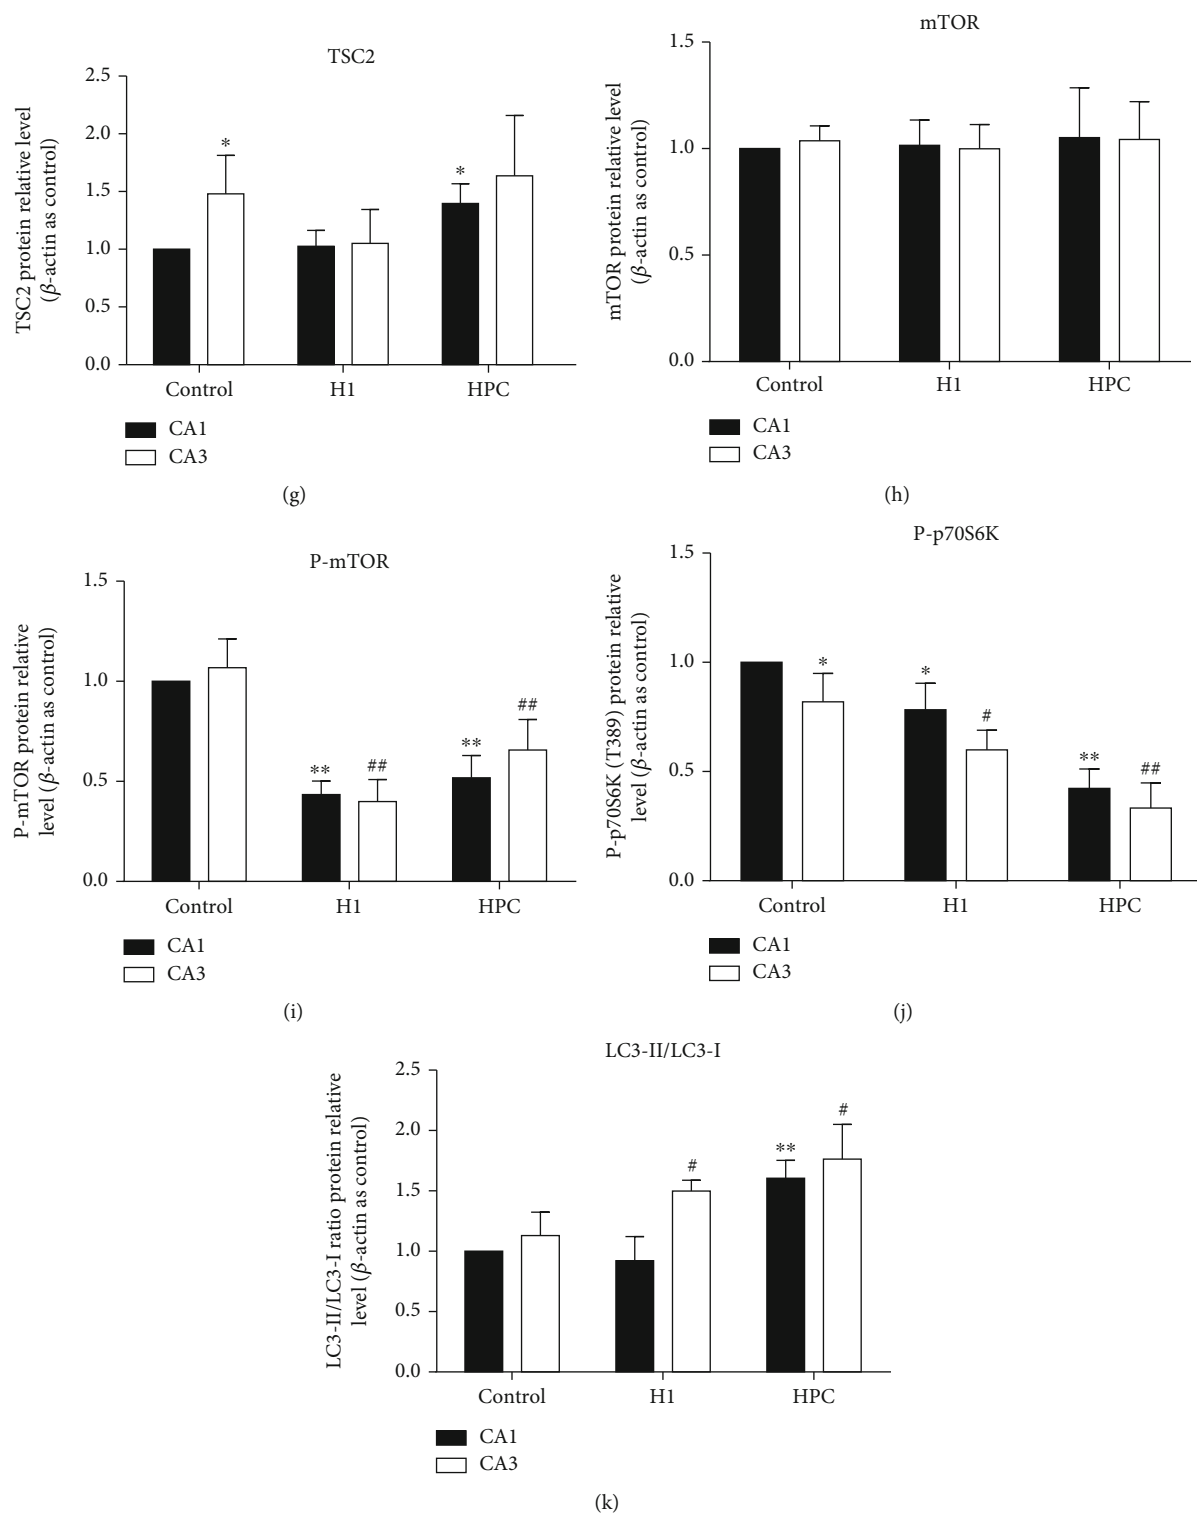 TSC2
TSC2 protein relative level
(β-actin as control)
2.5
2.0
1.5
1.0
0.5
0.0
*
*
Control
H1
HPC
CA1
CA3
(g)
mTOR
mTOR protein relative level
(β-actin as control)
1.5
1.0
0.5
0.0
Control
H1
HPC
CA1
CA3
(h)
P-mTOR
P-mTOR protein relative
level (β-actin as control)
1.5
1.0
0.5
0.0
**
##
**
##
Control
H1
HPC
CA1
CA3
(i)
P-p70S6K
P-p70S6K (T389) protein relative
level (β-actin as control)
1.5
1.0
0.5
0.0
*
*
#
**
##
Control
H1
HPC
CA1
CA3
(j)
LC3-II/LC3-I
LC3-II/LC3-I ratio protein relative
level (β-actin as control)
2.5
2.0
1.5
1.0
0.5
0.0
#
**
#
Control
H1
HPC
CA1
CA3
(k)